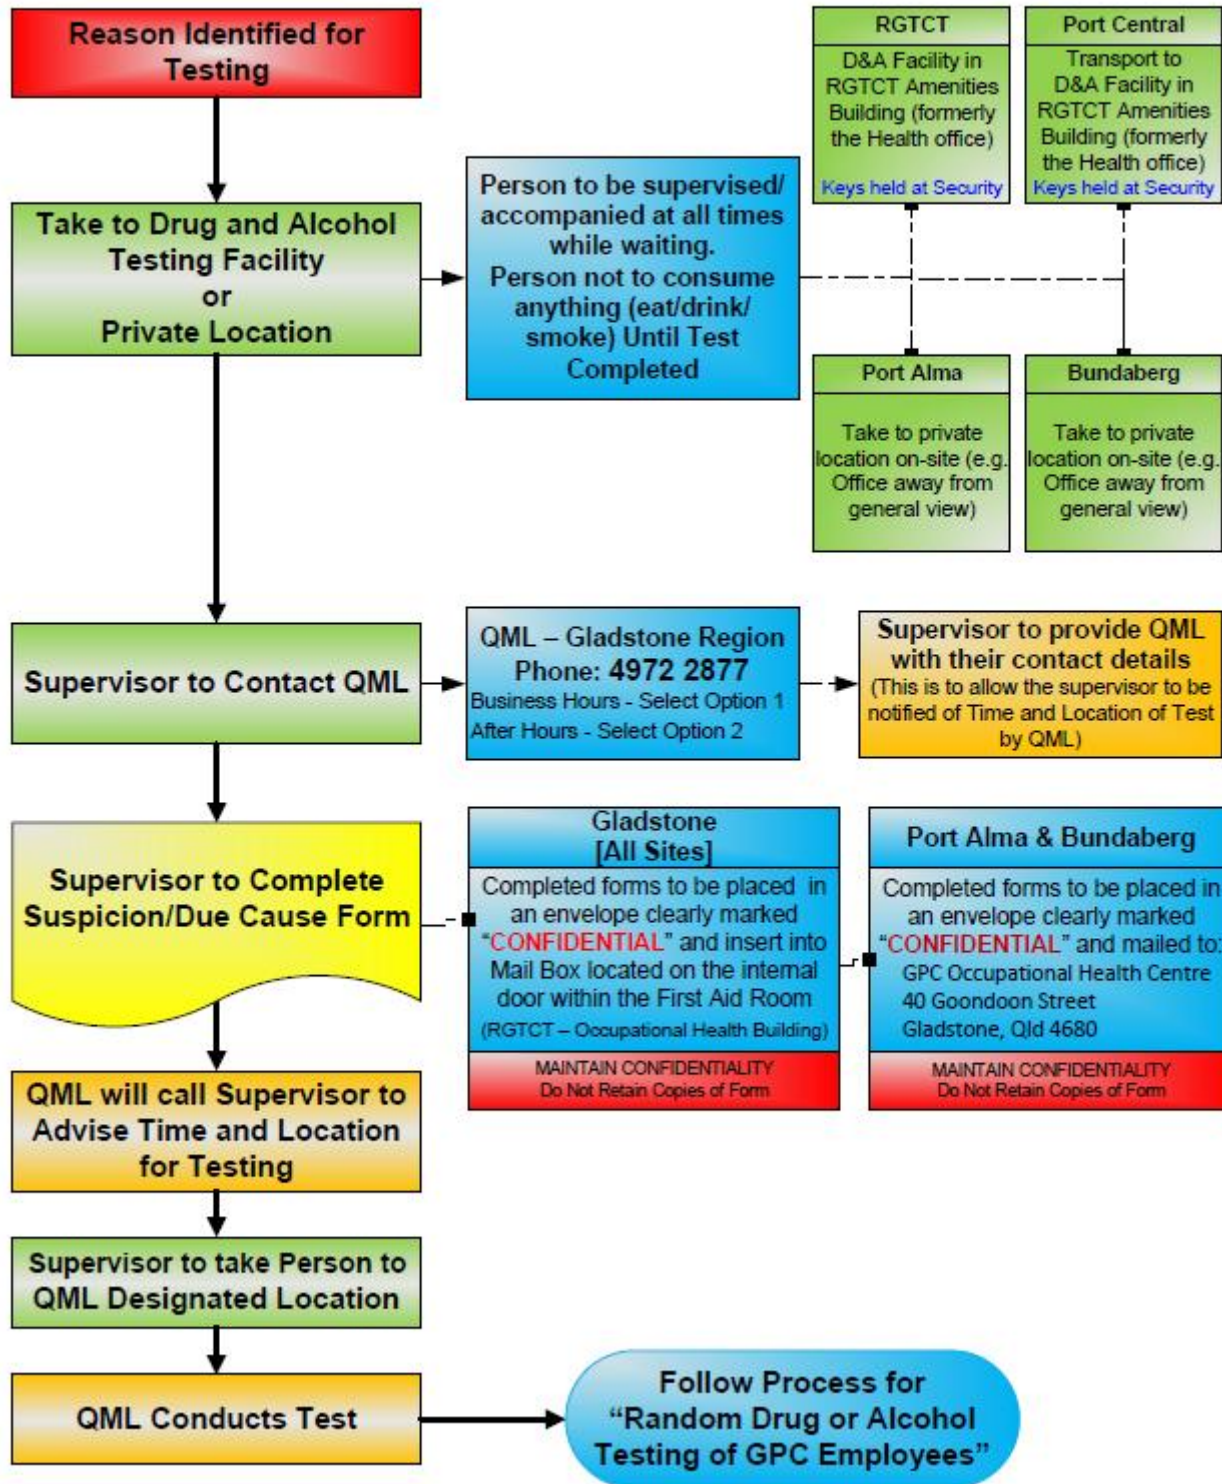 Reason Identified for
Testing
Take to Drug and Alcohol
Testing Facility
or
Private Location
Person to be supervised/
accompanied at all times
while waiting.
Person not to consume
anything (eat/drink/
smoke) Until Test
Completed
RGTCT
D&A Facility in
RGTCT Amenities
Building (formerly
the Health office)
Keys held at Security
Port Central
Transport to
D&A Facility in
RGTCT Amenities
Building (formerly
the Health office)
Keys held at Security
Port Alma
Take to private
location on-site (e.g.
Office away from
general view)
Bundaberg
Take to private
location on-site (e.g.
Office away from
general view)
Supervisor to Contact QML
QML – Gladstone Region
Phone: 4972 2877
Business Hours - Select Option 1
After Hours - Select Option 2
Supervisor to provide QML
with their contact details
(This is to allow the supervisor to be
notified of Time and Location of Test
by QML)
Supervisor to Complete
Suspicion/Due Cause Form
Gladstone
[All Sites]
Completed forms to be placed in
an envelope clearly marked
“CONFIDENTIAL” and insert into
Mail Box located on the internal
door within the First Aid Room
(RGTCT – Occupational Health Building)
MAINTAIN CONFIDENTIALITY
Do Not Retain Copies of Form
Port Alma & Bundaberg
Completed forms to be placed in
an envelope clearly marked
“CONFIDENTIAL” and mailed to:
GPC Occupational Health Centre
40 Goondoon Street
Gladstone, Qld 4680
MAINTAIN CONFIDENTIALITY
Do Not Retain Copies of Form
QML will call Supervisor to
Advise Time and Location
for Testing
Supervisor to take Person to
QML Designated Location
QML Conducts Test
Follow Process for
“Random Drug or Alcohol
Testing of GPC Employees”